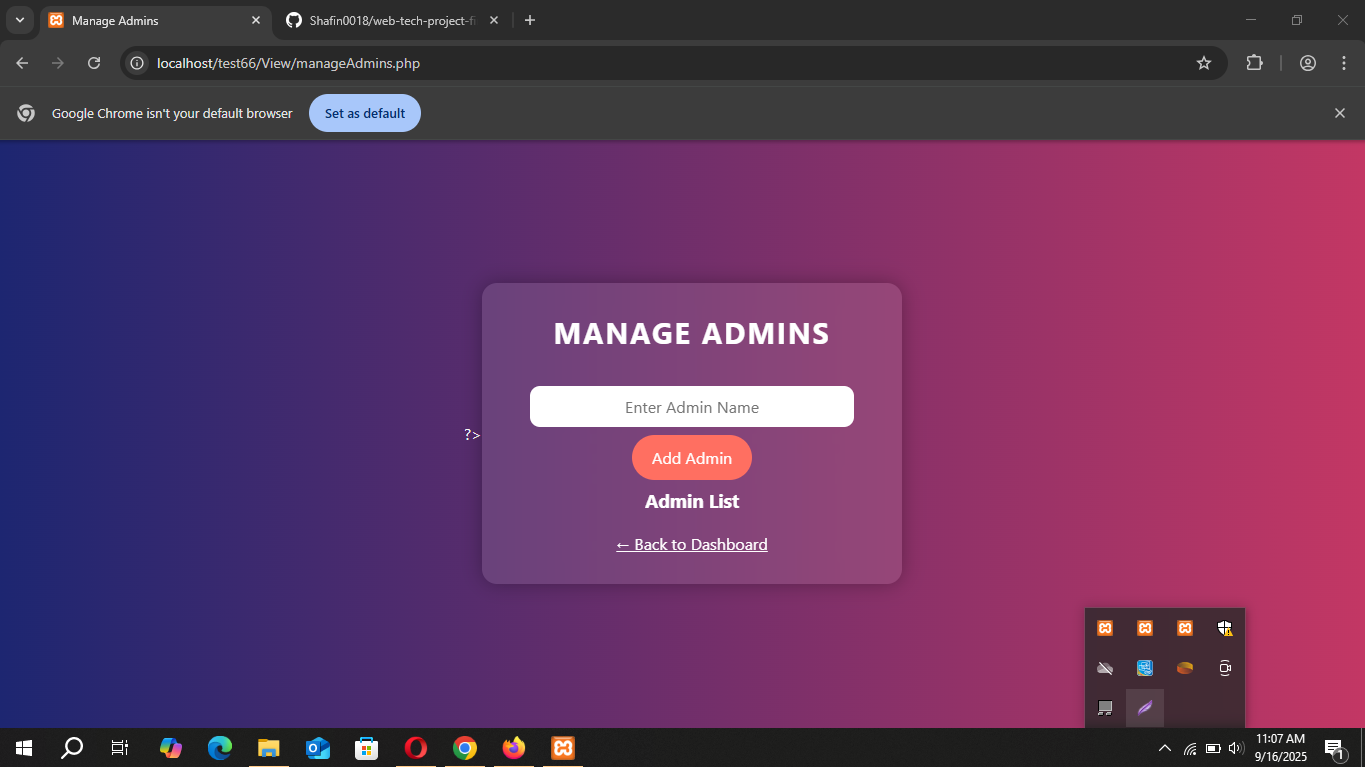 Manage Admins
Shafin0018/web-tech-project-fi
localhost/test66/View/manageAdmins.php
Google Chrome isn't your default browser
Set as default
MANAGE ADMINS
Enter Admin Name
?>
Add Admin
Admin List
← Back to Dashboard
11:07 AM
9/16/2025
1